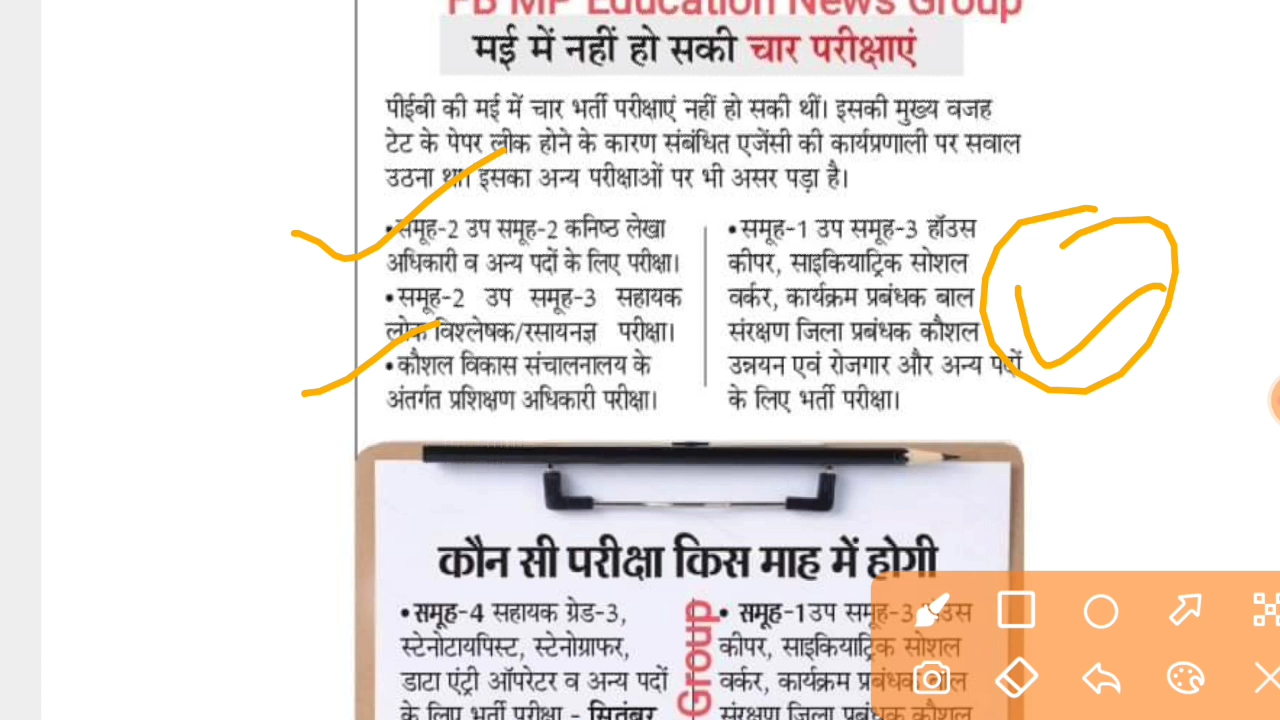 FB MP Education News Group
मई में नहीं हो सकी चार परीक्षाएं
पीईबी की मई में चार भर्ती परीक्षाएं नहीं हो सकी थीं। इसकी मुख्य वजह
टेट के पेपर लीक होने के कारण संबंधित एजेंसी की कार्यप्रणाली पर सवाल
उठना था। इसका अन्य परीक्षाओं पर भी असर पड़ा है।
•समूह-2 उप समूह-2 कनिष्ठ लेखा
अधिकारी व अन्य पदों के लिए परीक्षा।
•समूह-2 उप समूह-3 सहायक
लोक विश्लेषक/रसायनज्ञ परीक्षा।
•कौशल विकास संचालनालय के
अंतर्गत प्रशिक्षण अधिकारी परीक्षा।
•समूह-1 उप समूह-3 हॉउस
कीपर, साइकियाट्रिक सोशल
वर्कर, कार्यक्रम प्रबंधक बाल
संरक्षण जिला प्रबंधक कौशल
उन्नयन एवं रोजगार और अन्य पदों
के लिए भर्ती परीक्षा।
कौन सी परीक्षा किस माह में होगी
•समूह-4 सहायक ग्रेड-3,
स्टेनोटायपिस्ट, स्टेनोग्राफर,
डाटा एंट्री ऑपरेटर व अन्य पदों
के लिए भर्ती परीक्षा - सितंबर
Group
• समूह-1उप समूह-3 हॉउस
कीपर, साइकियाट्रिक सोशल
वर्कर, कार्यक्रम प्रबंधक बाल
संरक्षण जिला प्रबंधक कौशल